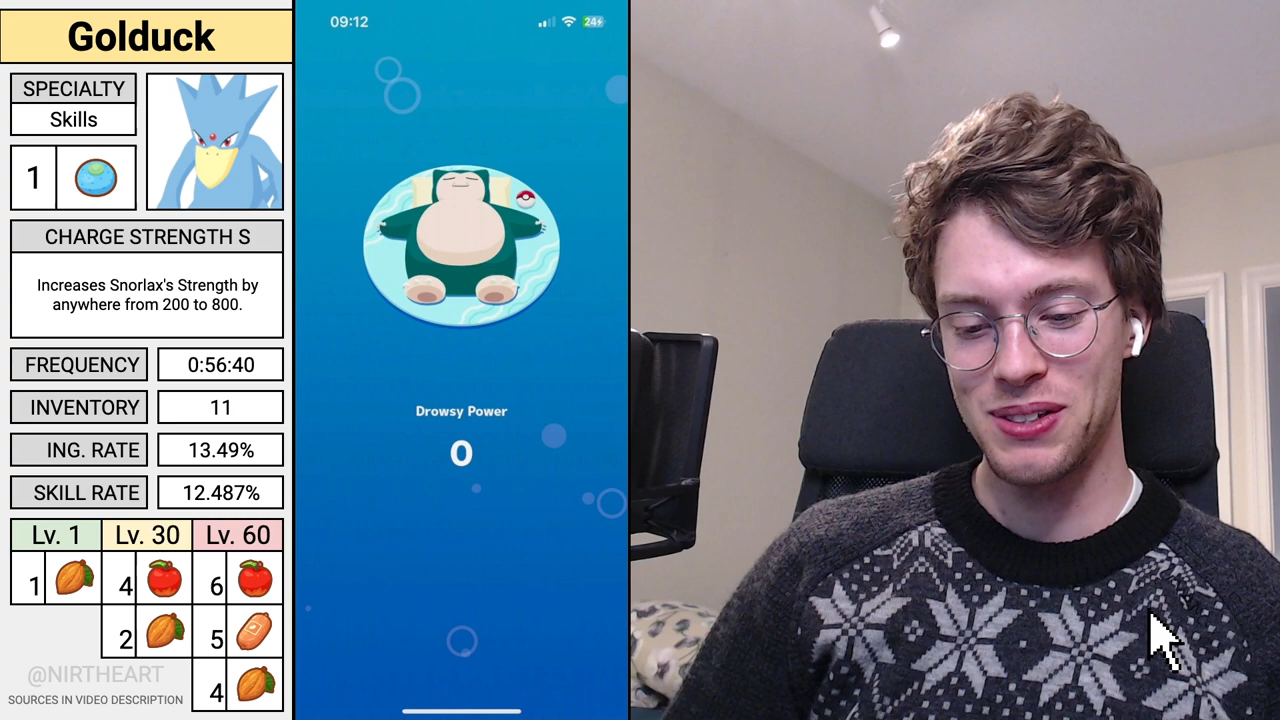 Golduck
SPECIALTY
Skills
1
CHARGE STRENGTH S
Increases Snorlax's Strength by
anywhere from 200 to 800.
FREQUENCY 0:56:40
INVENTORY 11
ING. RATE 13.49%
SKILL RATE 12.487%
Lv. 1 Lv. 30 Lv. 60
1 4 6
2 5
4
@NIRTHEART
SOURCES IN VIDEO DESCRIPTION
09:12
24
Drowsy Power
0